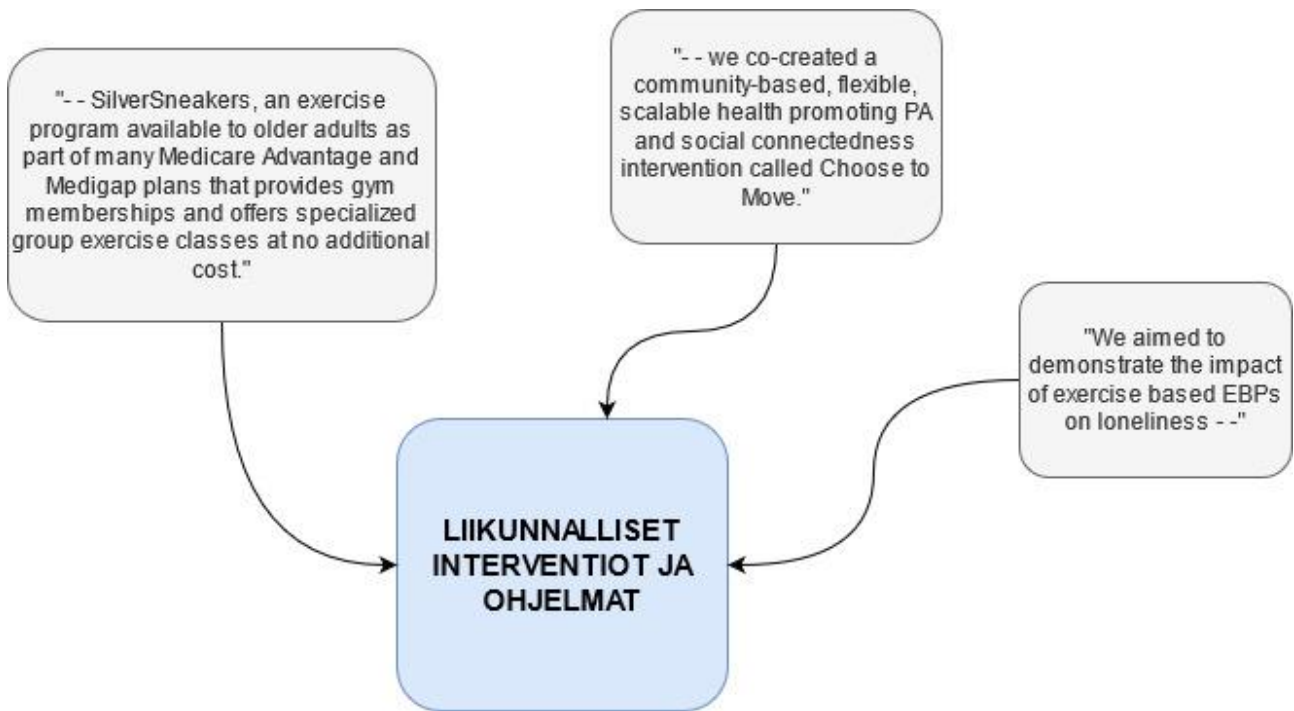 "- - SilverSneakers, an exercise
program available to older adults as
part of many Medicare Advantage and
Medigap plans that provides gym
memberships and offers specialized
group exercise classes at no additional
cost."
"- - we co-created a
community-based, flexible,
scalable health promoting PA
and social connectedness
intervention called Choose to
Move."
"We aimed to
demonstrate the impact
of exercise based EBPs
on loneliness - -"
LIIKUNNALLISET
INTERVENTIOT JA
OHJELMAT